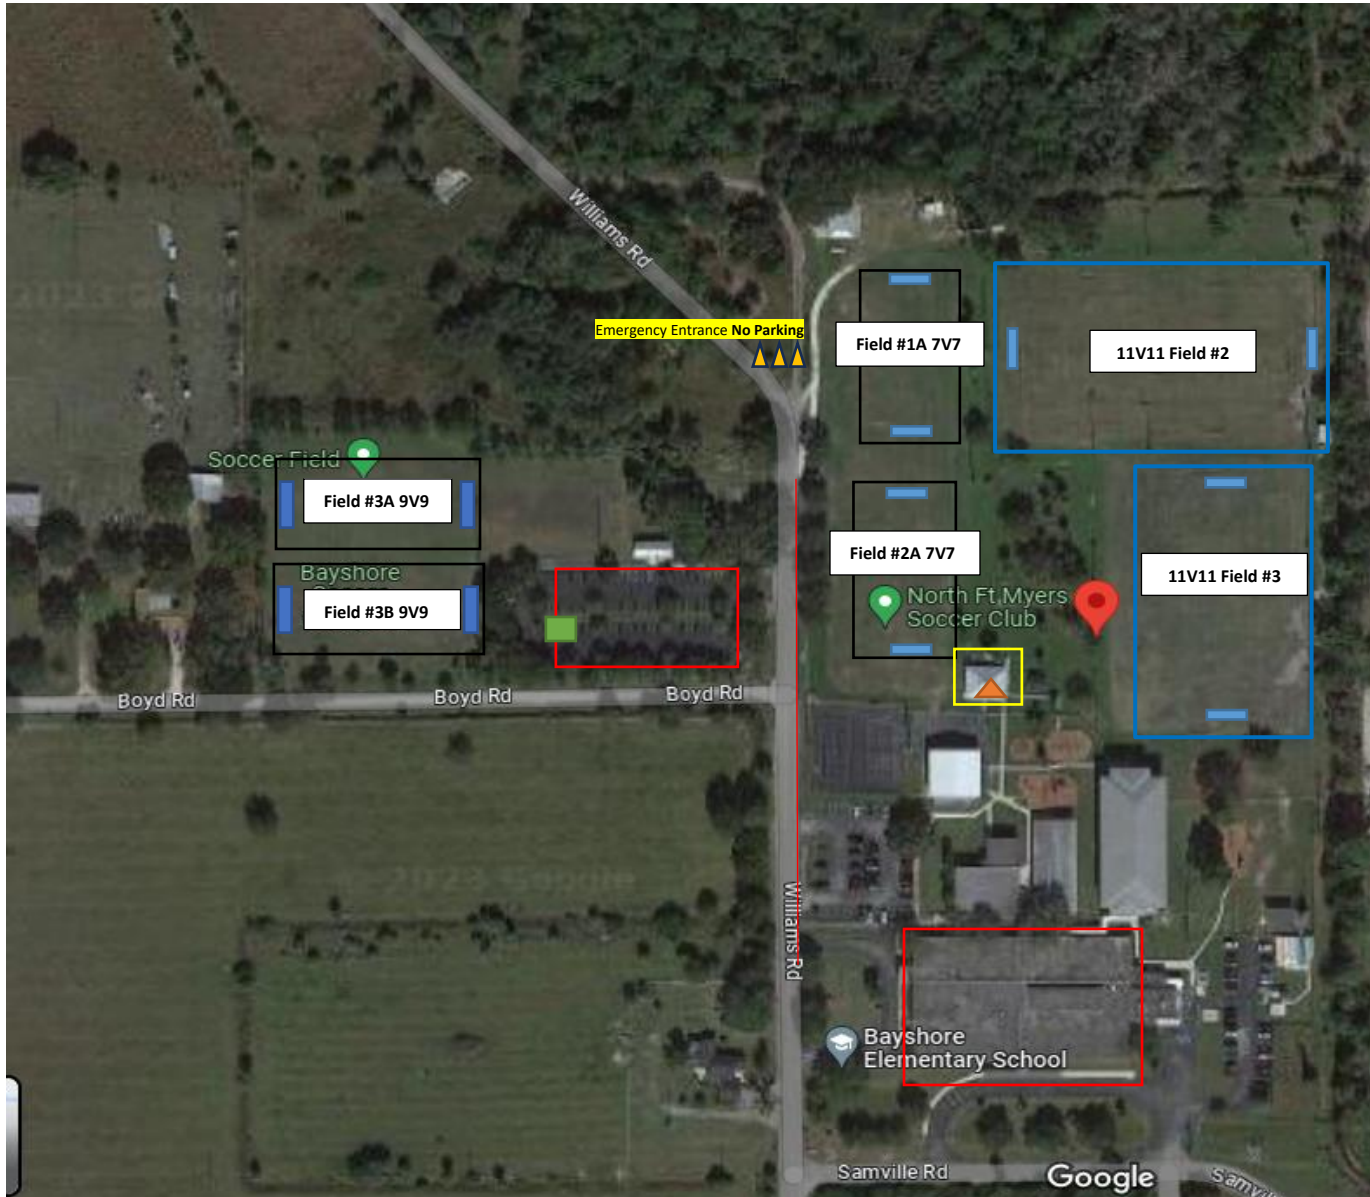 Williams Rd
Emergency Entrance No Parking
Field #1A 7V7
11V11 Field #2
Soccer Field
Field #3A 9V9
Field #2A 7V7
11V11 Field #3
Bayshore
Field #3B 9V9
North Ft Myers
Soccer Club
Boyd Rd
Boyd Rd
Boyd Rd
Williams Rd
Bayshore
Elementary School
Samville Rd
Google